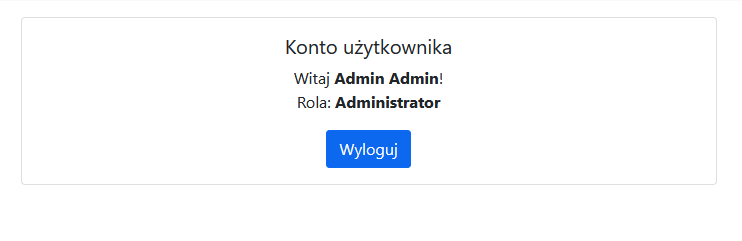 Konto użytkownika
Witaj Admin Admin!
Rola: Administrator
Wyloguj